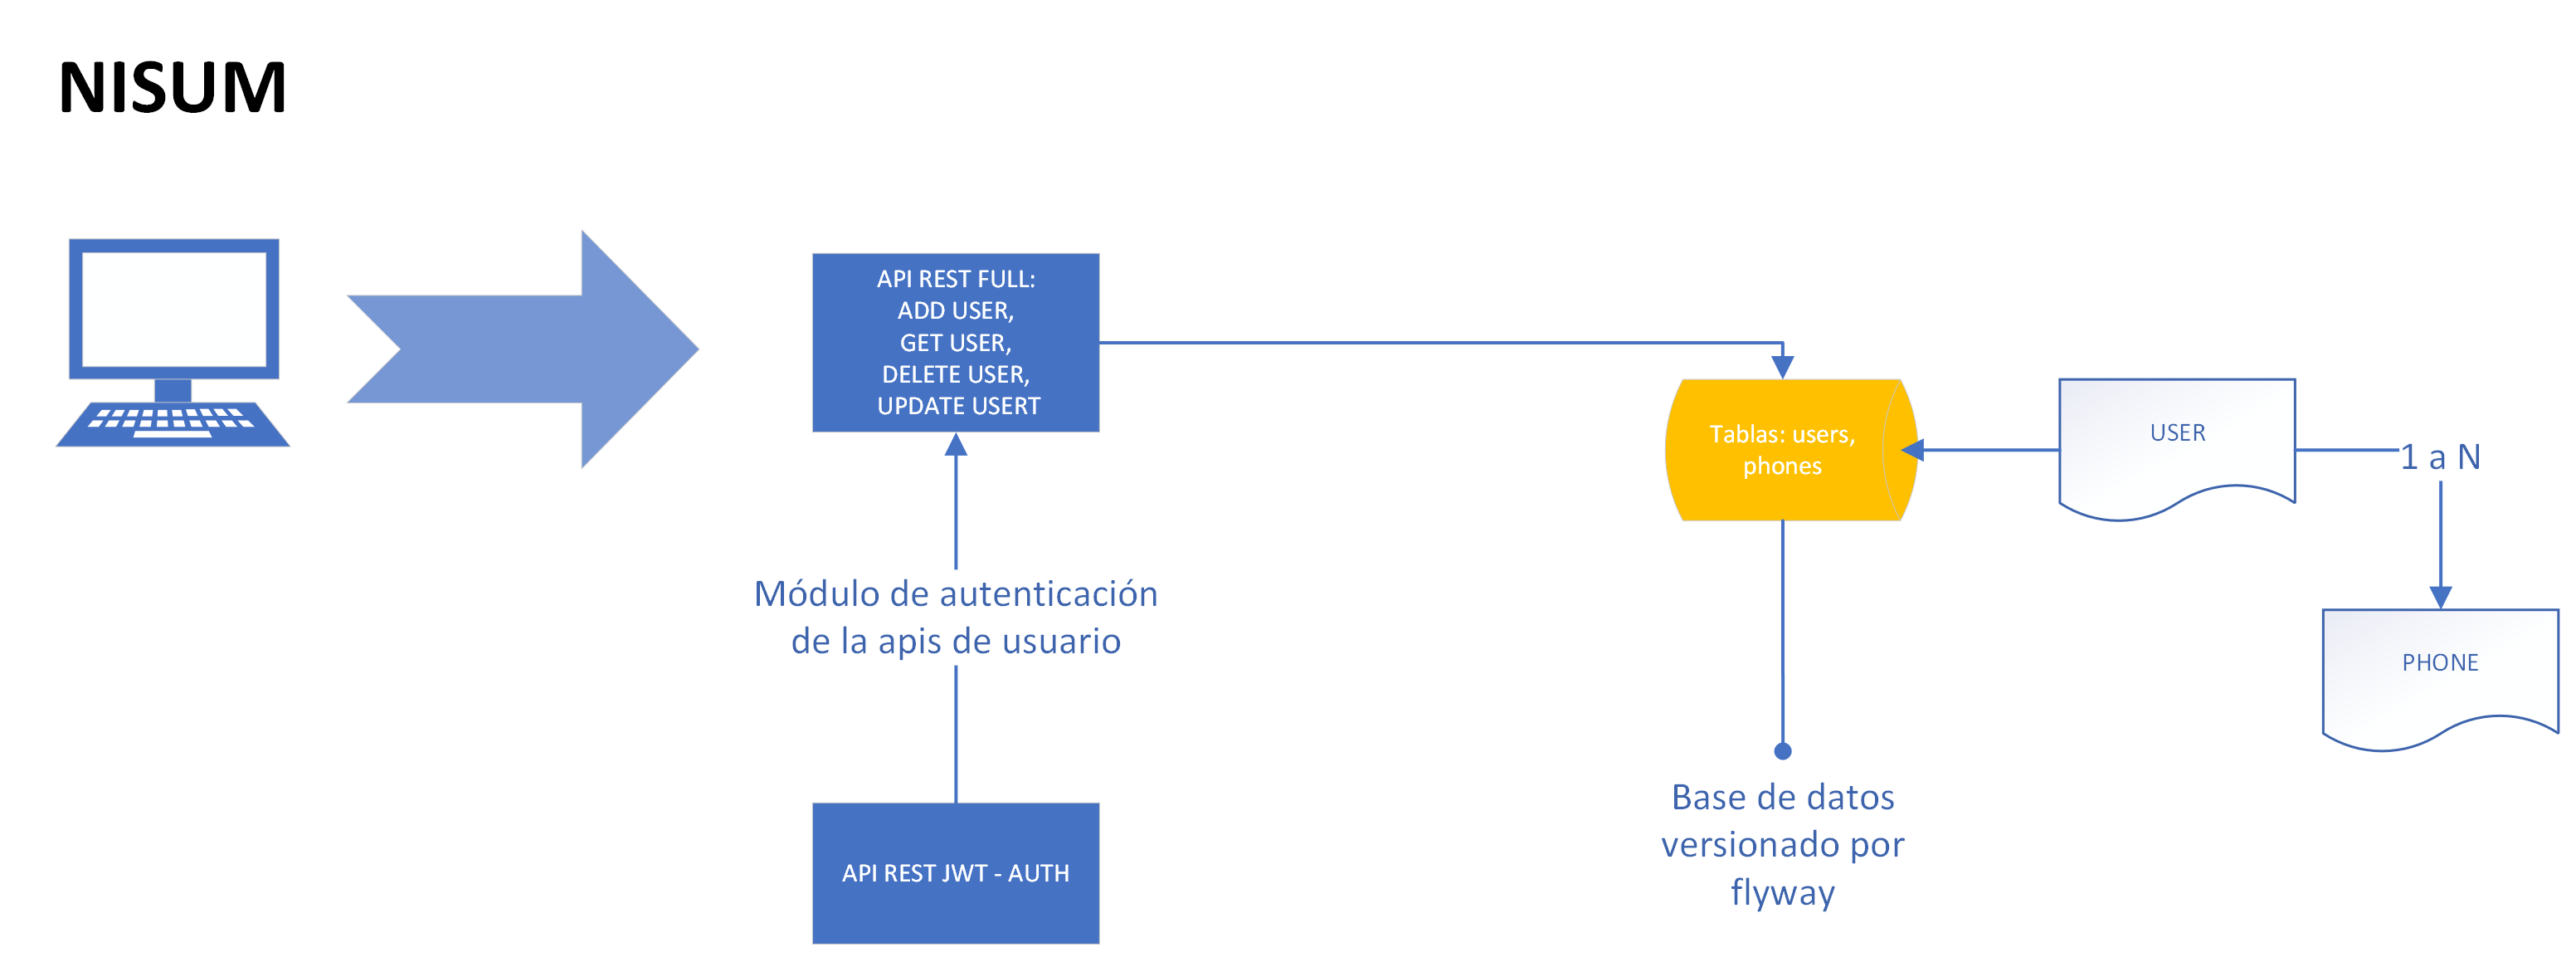 NISUM
API REST FULL:
ADD USER,
GET USER,
DELETE USER,
UPDATE USERT
Módulo de autenticación
de la apis de usuario
API REST JWT - AUTH
Tablas: users,
phones
Base de datos
versionado por
flyway
USER
1 a N
PHONE